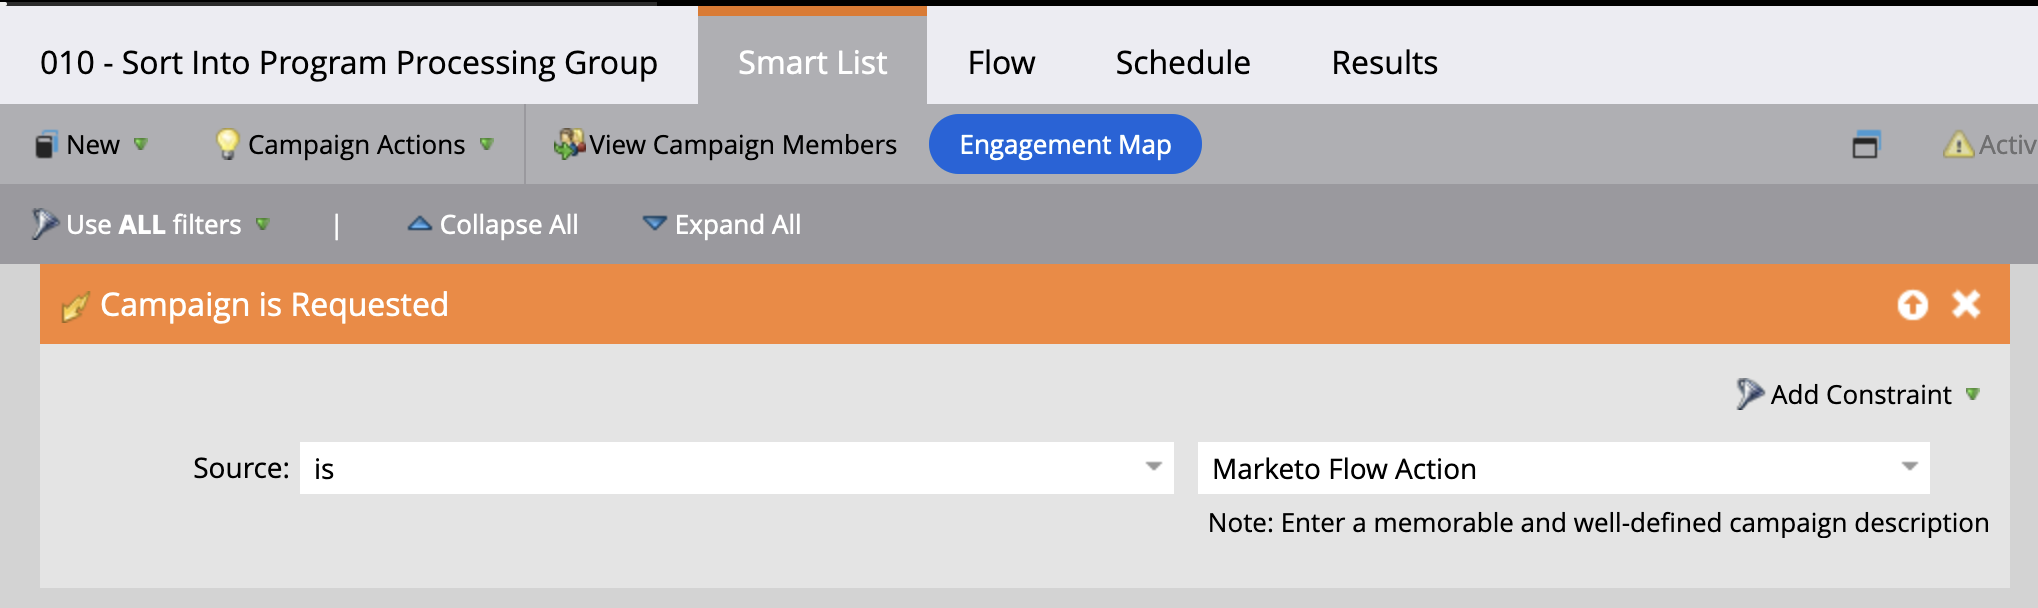 010 - Sort Into Program Processing Group Smart List Flow Schedule Results
New Campaign Actions View Campaign Members Engagement Map Activ
Use ALL filters | Collapse All Expand All
Campaign is Requested
Add Constraint
Source: is Marketo Flow Action
Note: Enter a memorable and well-defined campaign description